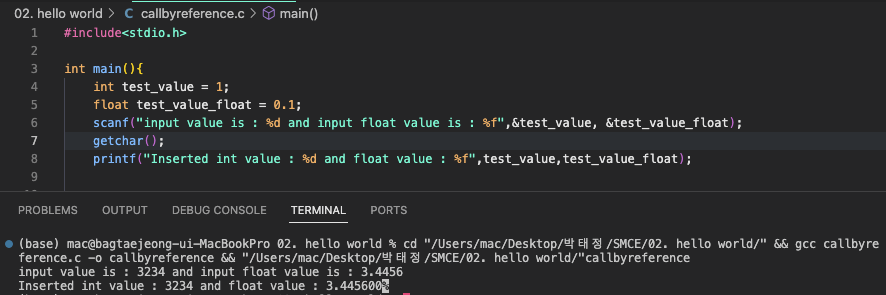 02. hello world > C callbyreference.c > main()
1 #include<stdio.h>
2
3 int main(){
4 int test_value = 1;
5 float test_value_float = 0.1;
6 scanf("input value is : %d and input float value is : %f",&test_value, &test_value_float);
7 getchar();
8 printf("Inserted int value : %d and float value : %f",test_value,test_value_float);
9
PROBLEMS OUTPUT DEBUG CONSOLE TERMINAL PORTS
(base) mac@bagtaejeong-ui-MacBookPro 02. hello world % cd "/Users/mac/Desktop/박태정/SMCE/02. hello world/" && gcc callbyre
ference.c -o callbyreference && "/Users/mac/Desktop/박태정/SMCE/02. hello world/"callbyreference
input value is : 3234 and input float value is : 3.4456
Inserted int value : 3234 and float value : 3.445600%